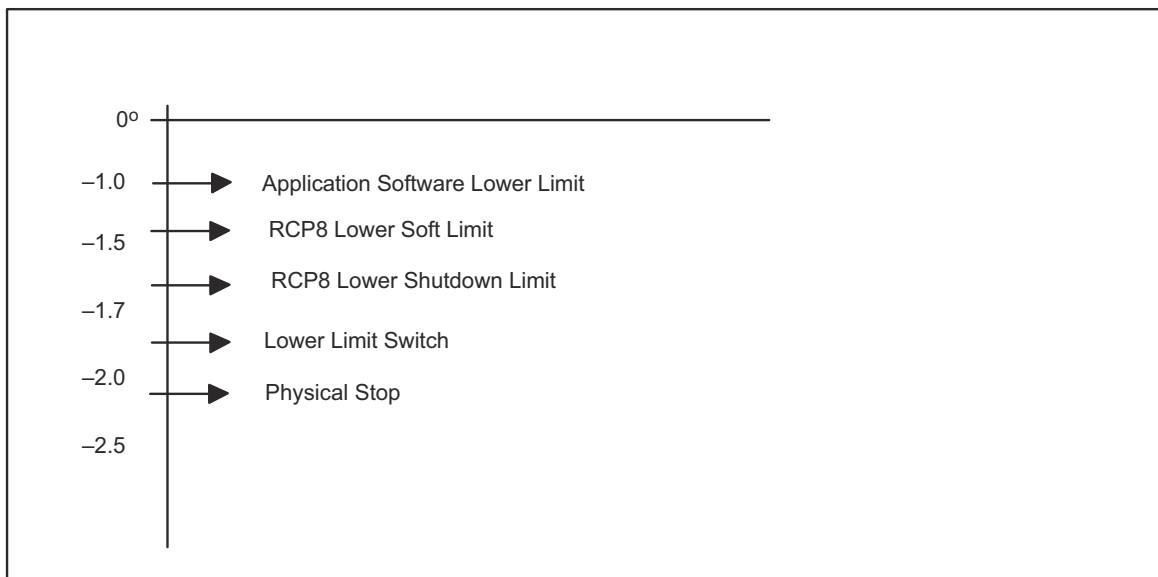 0º
–1.0 Application Software Lower Limit
RCP8 Lower Soft Limit
–1.5
RCP8 Lower Shutdown Limit
–1.7
Lower Limit Switch
–2.0
Physical Stop
–2.5